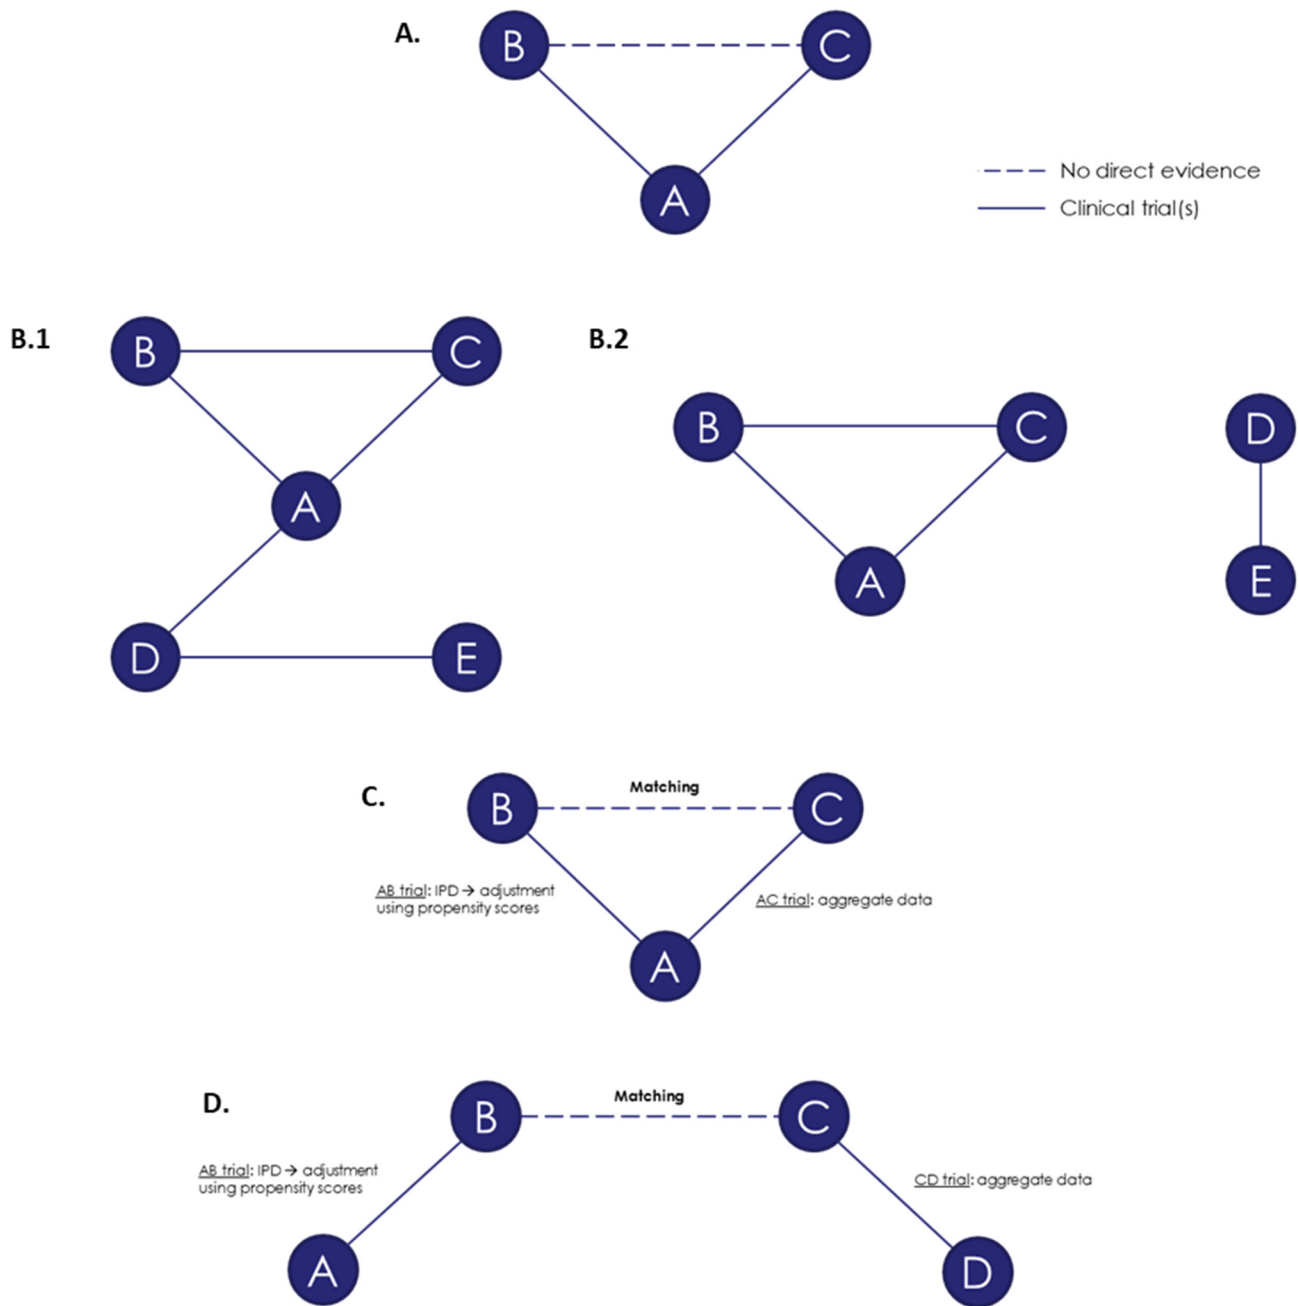 A.
B
C
A
No direct evidence
Clinical trial(s)
B.1
B
C
A
D
E
B.2
B
C
A
D
E
C.
B
Matching
C
AB trial: IPD → adjustment
using propensity scores
AC trial: aggregate data
A
D.
B
Matching
C
AB trial: IPD → adjustment
using propensity scores
CD trial: aggregate data
A
D